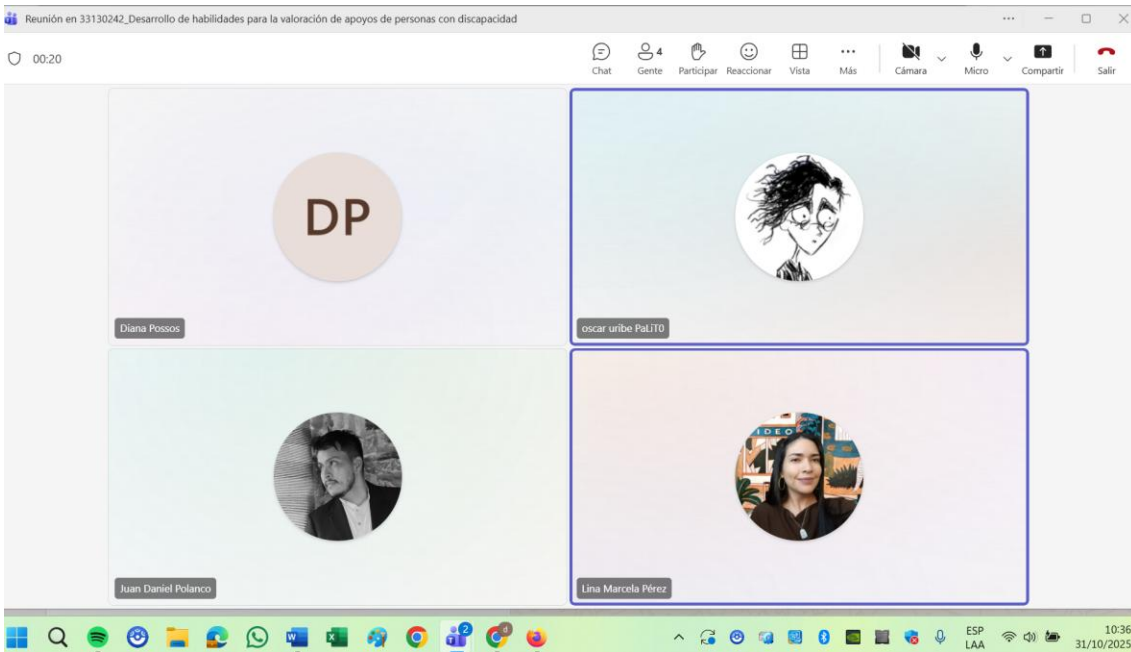 Reunión en 33130242_Desarrollo de habilidades para la valoración de apoyos de personas con discapacidad
00:20
4
Chat
Gente
Participar
Reaccionar
Vista
Más
Cámara
Micro
Compartir
Salir
DP
Diana Possos
oscar uribe PaLiT0
VIDEO
Juan Daniel Polanco
Lina Marcela Pérez
2
ESP
LAA
10:36
31/10/2025